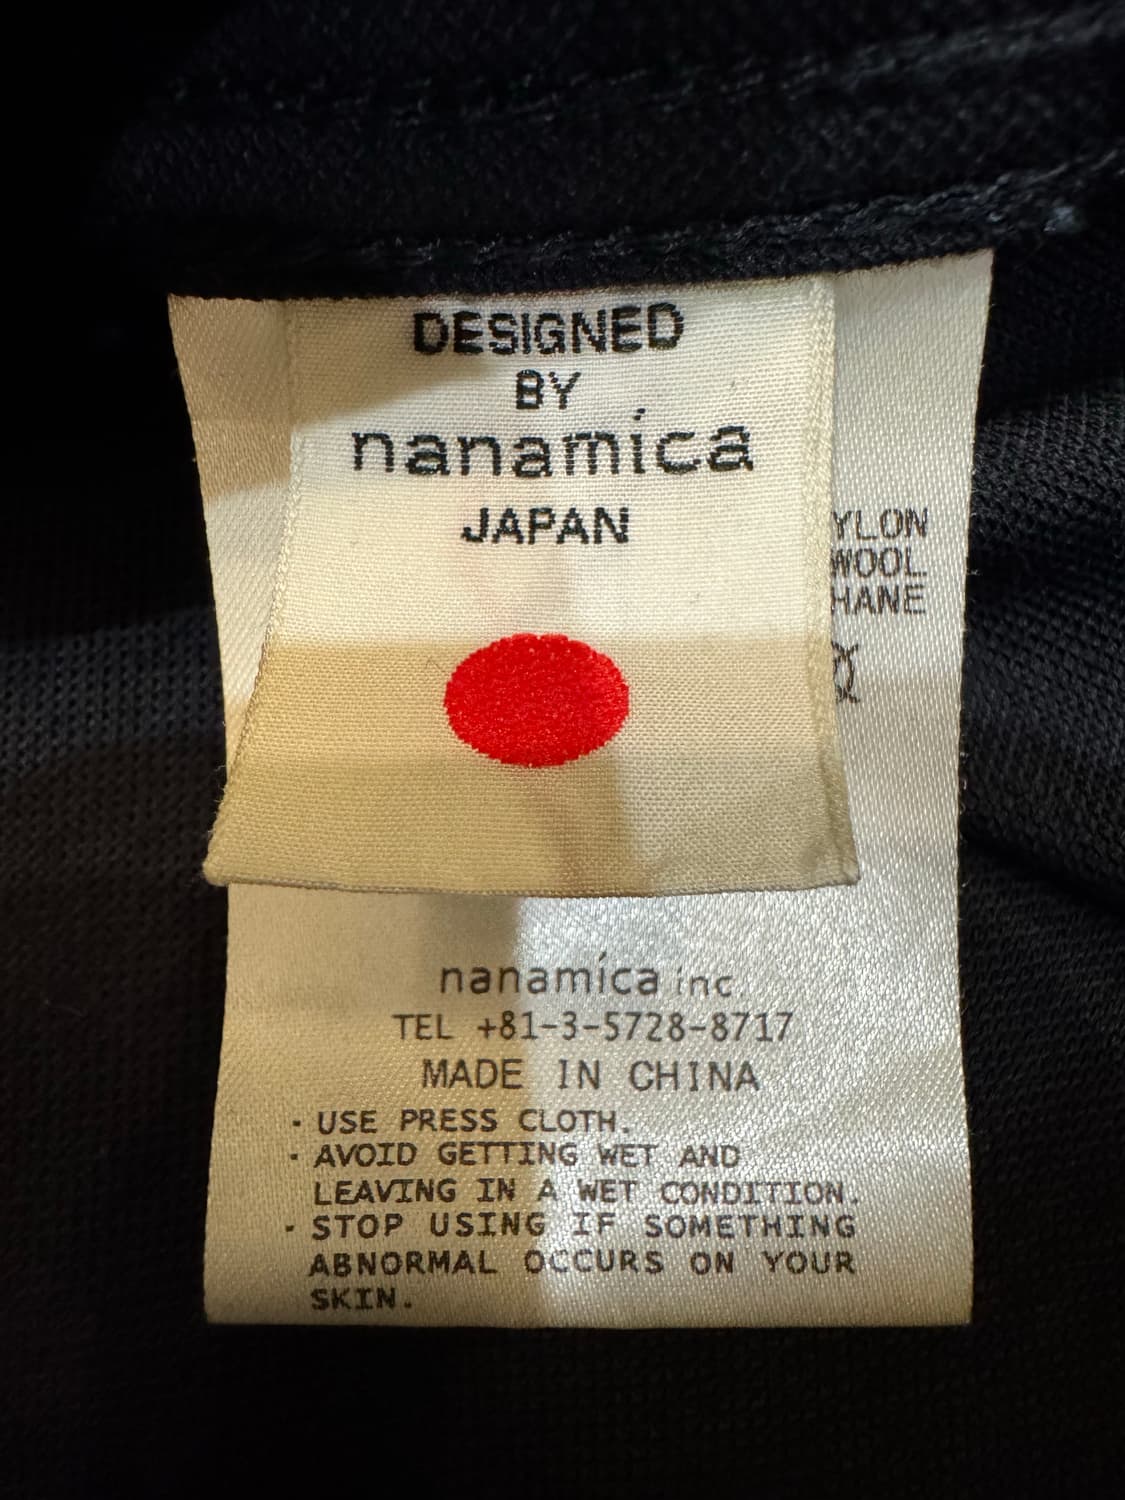 DESIGNED
BY
nanamica
JAPAN
YLON
WOOL
HANE
nanamica inc.
TEL +81-3-5728-8717
MADE IN CHINA
· USE PRESS CLOTH.
· AVOID GETTING WET AND
LEAVING IN A WET CONDITION.
· STOP USING IF SOMETHING
ABNORMAL OCCURS ON YOUR
SKIN.